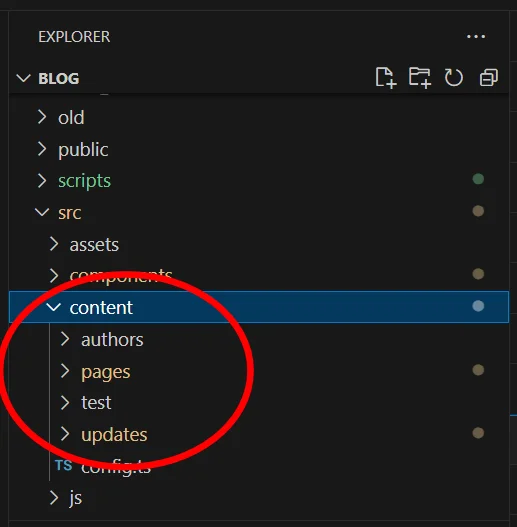 EXPLORER
BLOG
old
public
scripts
src
assets
components
content
authors
pages
test
updates
TS config.ts
js